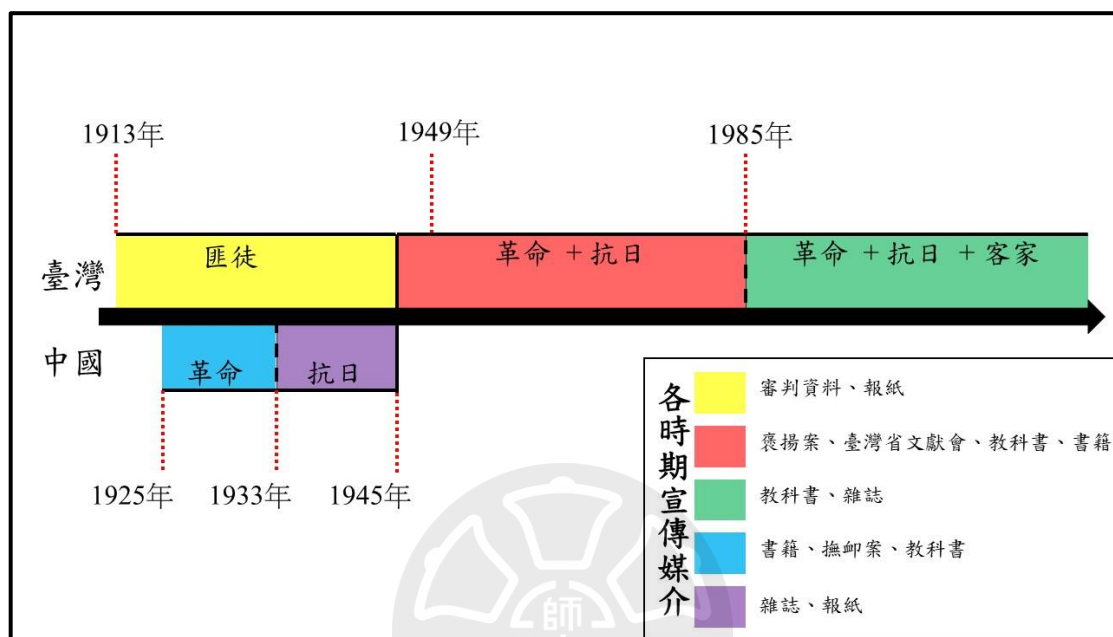 1913年
1949年
1985年
臺灣
匪徒
革命 + 抗日
革命 + 抗日 + 客家
中國
革命
抗日
1925年
1933年
1945年
各時期宣傳媒介
審判資料、報紙
褒揚案、臺灣省文獻會、教科書、書籍
教科書、雜誌
書籍、撫卹案、教科書
雜誌、報紙
師